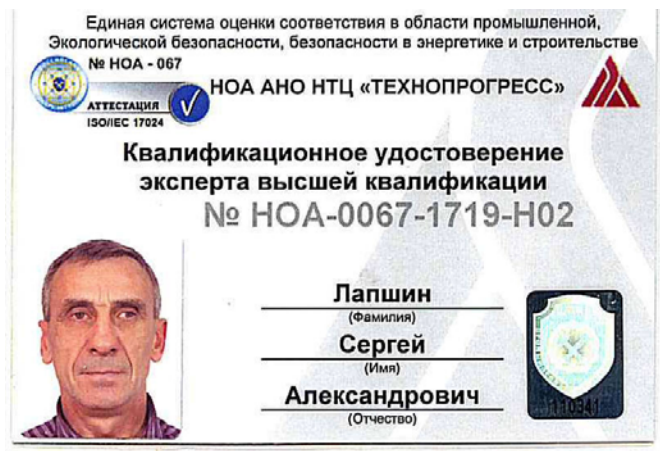 Единая система оценки соответствия в области промышленной,
Экологической безопасности, безопасности в энергетике и строительстве
№ НОА - 067
НОА АНО НТЦ «ТЕХНОПРОГРЕСС»
АТТЕСТАЦИЯ
ISO/IEC 17024
Квалификационное удостоверение
эксперта высшей квалификации
№ НОА-0067-1719-Н02
Лапшин
(Фамилия)
Сергей
(Имя)
Александрович
(Отчество)
110341